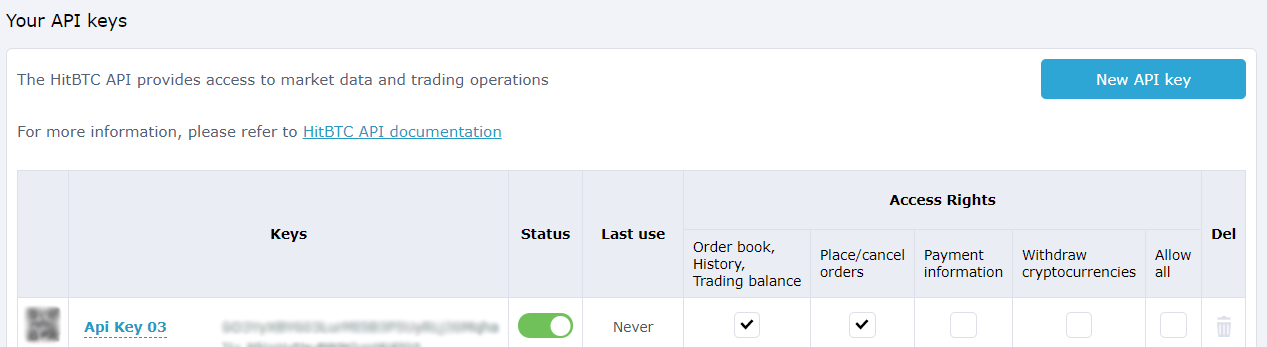 Your API keys
The HitBTC API provides access to market data and trading operations
New API key
For more information, please refer to HitBTC API documentation
Keys
Status
Last use
Access Rights
Del
Order book,
History,
Trading balance
Place/cancel
orders
Payment
information
Withdraw
cryptocurrencies
Allow
all
Api Key 03
Never